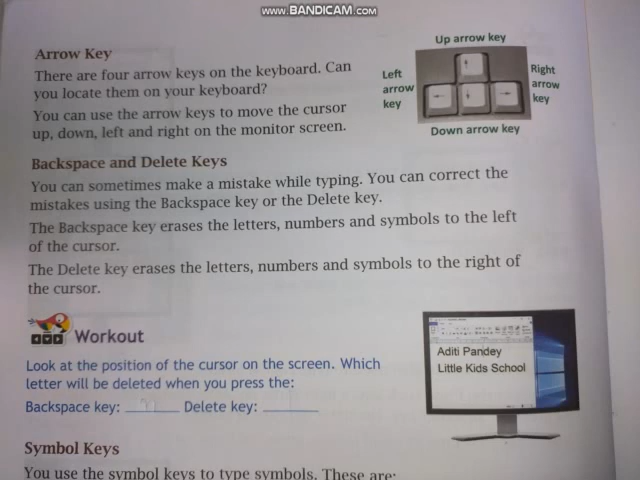 WWW.BANDICAM.COM
Arrow Key
There are four arrow keys on the keyboard. Can
you locate them on your keyboard?
You can use the arrow keys to move the cursor
up, down, left and right on the monitor screen.
Up arrow key
Left
arrow
key
Right
arrow
key
Down arrow key
Backspace and Delete Keys
You can sometimes make a mistake while typing. You can correct the
mistakes using the Backspace key or the Delete key.
The Backspace key erases the letters, numbers and symbols to the left
of the cursor.
The Delete key erases the letters, numbers and symbols to the right of
the cursor.
Workout
Look at the position of the cursor on the screen. Which
letter will be deleted when you press the:
Backspace key: ______ Delete key: ______
Aditi Pandey
Little Kids School
Symbol Keys
You use the symbol keys to type symbols. These are: